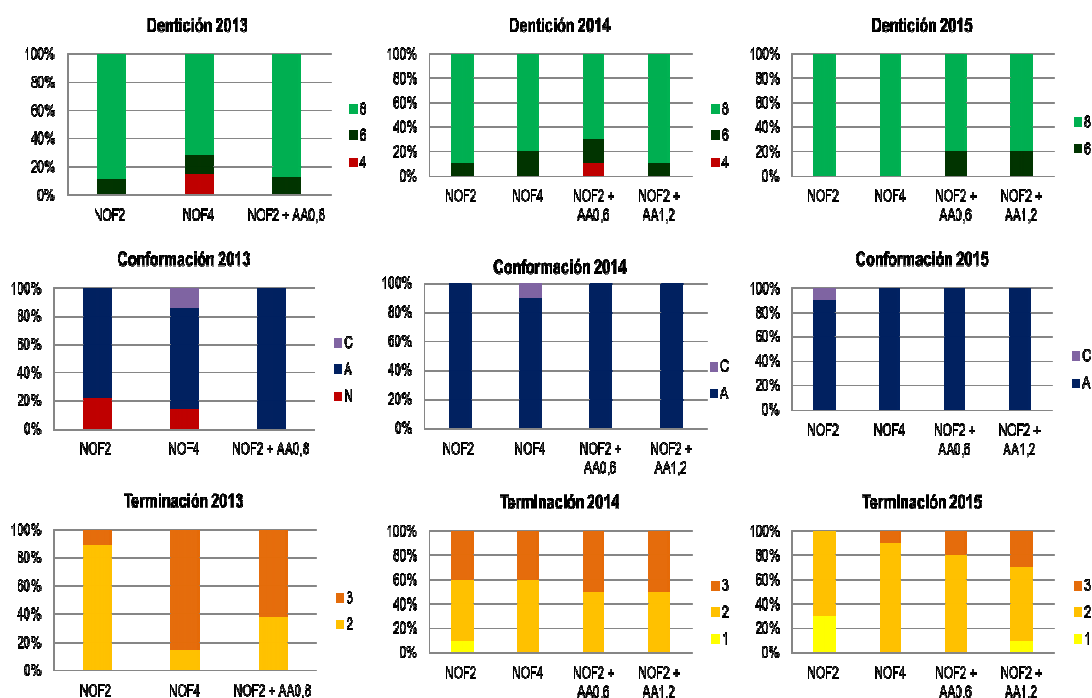 Dentición 2013
100%
80%
60%
40%
20%
0%
NOF2
NOF4
NOF2 + AA0,6
8
6
4
Dentición 2014
100%
80%
60%
40%
20%
0%
NOF2
NOF4
NOF2 +
AA0,6
NOF2 +
AA1,2
8
6
4
Dentición 2015
100%
80%
60%
40%
20%
0%
NOF2
NOF4
NOF2 +
AA0,6
NOF2 +
AA1,2
8
6
Conformación 2013
100%
80%
60%
40%
20%
0%
NOF2
NOF4
NOF2 + AA0,6
C
A
N
Conformación 2014
100%
80%
60%
40%
20%
0%
NOF2
NOF4
NOF2 +
AA0,6
NOF2 +
AA1,2
C
A
Conformación 2015
100%
80%
60%
40%
20%
0%
NOF2
NOF4
NOF2 +
AA0,6
NOF2 +
AA1,2
C
A
Terminación 2013
100%
80%
60%
40%
20%
0%
NOF2
NOF4
NOF2 + AA0,6
3
2
Terminación 2014
100%
80%
60%
40%
20%
0%
NOF2
NOF4
NOF2 +
AA0,6
NOF2 +
AA1,2
3
2
1
Terminación 2015
100%
80%
60%
40%
20%
0%
NOF2
NOF4
NOF2 +
AA0,6
NOF2 +
AA1,2
3
2
1